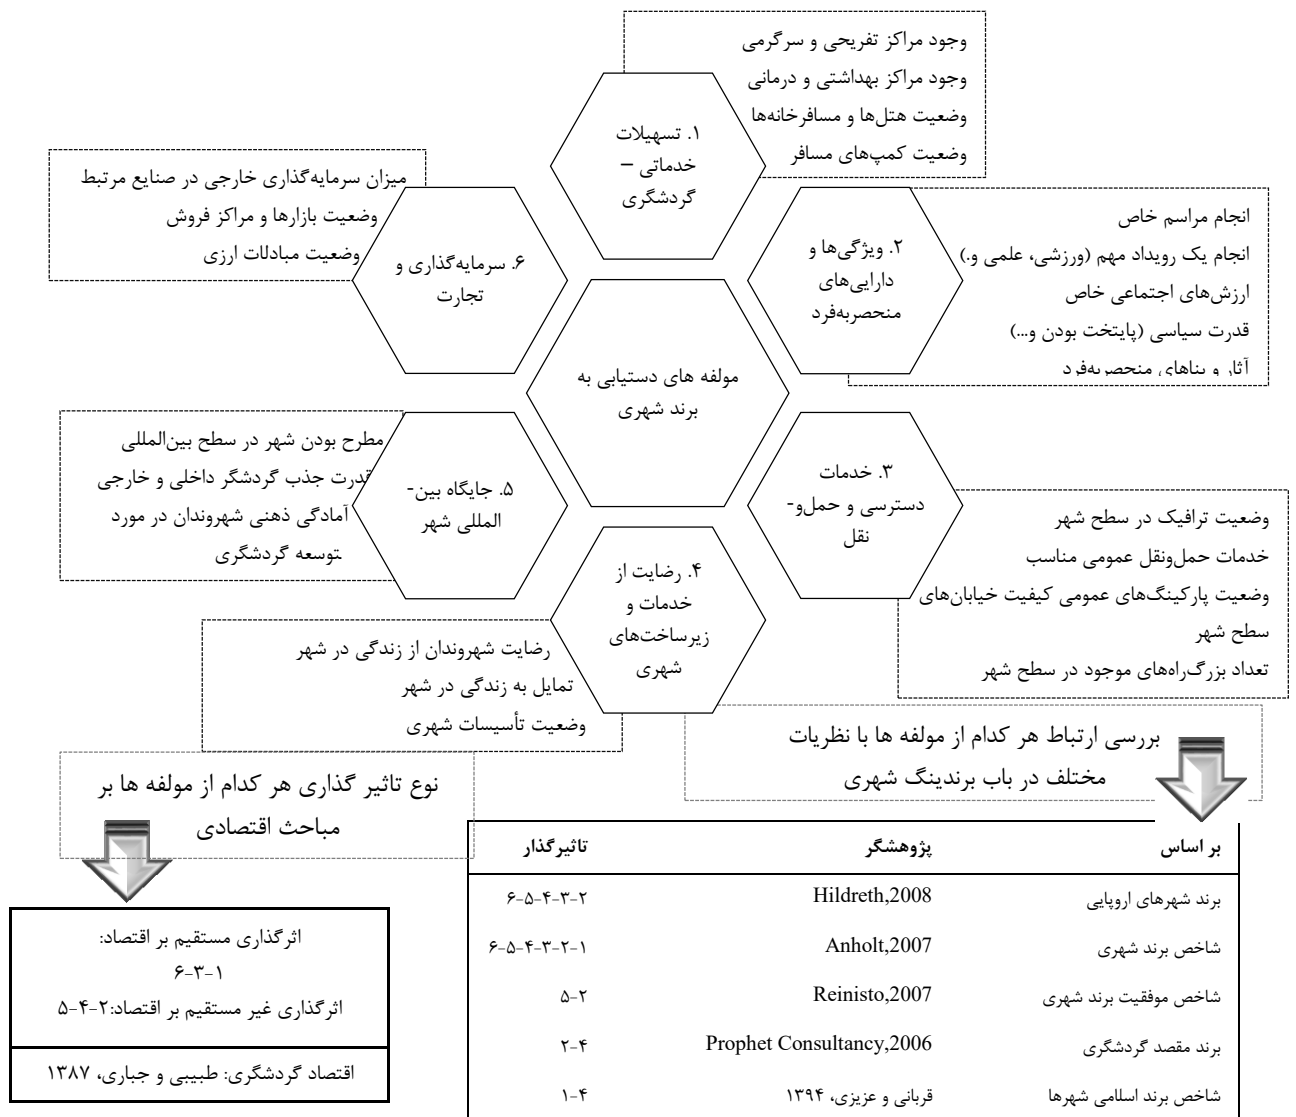 وجود مراکز تفریحی و سرگرمی
وجود مراکز بهداشتی و درمانی
وضعیت هتل‌ها و مسافرخانه‌ها
وضعیت کمپ‌های مسافر
۱. تسهیلات
خدماتی –
گردشگری
میزان سرمایه‌گذاری خارجی در صنایع مرتبط
وضعیت بازارها و مراکز فروش
وضعیت مبادلات ارزی
۶. سرمایه‌گذاری و
تجارت
انجام مراسم خاص
انجام یک رویداد مهم (ورزشی، علمی و.)
ارزش‌های اجتماعی خاص
قدرت سیاسی (پایتخت بودن و...)
آثار و بناهای منحصربه‌فرد
۲. ویژگی‌ها و
دارایی‌های
منحصربه‌فرد
مولفه های دستیابی به
برند شهری
مطرح بودن شهر در سطح بین‌المللی
قدرت جذب گردشگر داخلی و خارجی
آمادگی ذهنی شهروندان در مورد
توسعه گردشگری
۵. جایگاه بین-
المللی شهر
۳. خدمات
دسترسی و حمل‌و-
نقل
وضعیت ترافیک در سطح شهر
خدمات حمل‌ونقل عمومی مناسب
وضعیت پارکینگ‌های عمومی کیفیت خیابان‌های
سطح شهر
تعداد بزرگ‌راه‌های موجود در سطح شهر
۴. رضایت از
خدمات و
زیرساخت‌های
شهری
رضایت شهروندان از زندگی در شهر
تمایل به زندگی در شهر
وضعیت تأسیسات شهری
بررسی ارتباط هر کدام از مولفه ها با نظریات
مختلف در باب برندینگ شهری
نوع تاثیر گذاری هر کدام از مولفه ها بر
مباحث اقتصادی
بر اساس پژوهشگر تاثیرگذار
برند شهرهای اروپایی Hildreth,2008 ۲-۳-۴-۵-۶
شاخص برند شهری Anholt,2007 ۱-۲-۳-۴-۵-۶
شاخص موفقیت برند شهری Reinisto,2007 ۲-۵
برند مقصد گردشگری Prophet Consultancy,2006 ۴-۲
شاخص برند اسلامی شهرها قربانی و عزیزی، ۱۳۹۴ ۴-۱
اثرگذاری مستقیم بر اقتصاد:
۱-۳-۶
اثرگذاری غیر مستقیم بر اقتصاد:۲-۴-۵
اقتصاد گردشگری: طبیبی و جباری، ۱۳۸۷